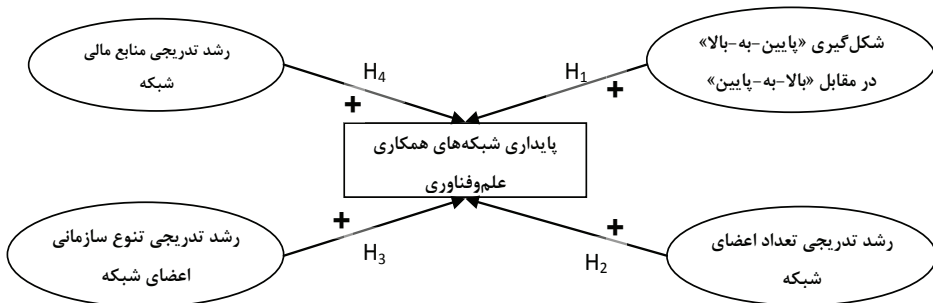 شکل‌گیری «پایین-به-بالا»
در مقابل «بالا-به-پایین»
H1
+
رشد تدریجی منابع مالی
شبکه
H4
+
پایداری شبکه‌های همکاری
علم‌وفناوری
رشد تدریجی تعداد اعضای
شبکه
H2
+
رشد تدریجی تنوع سازمانی
اعضای شبکه
H3
+